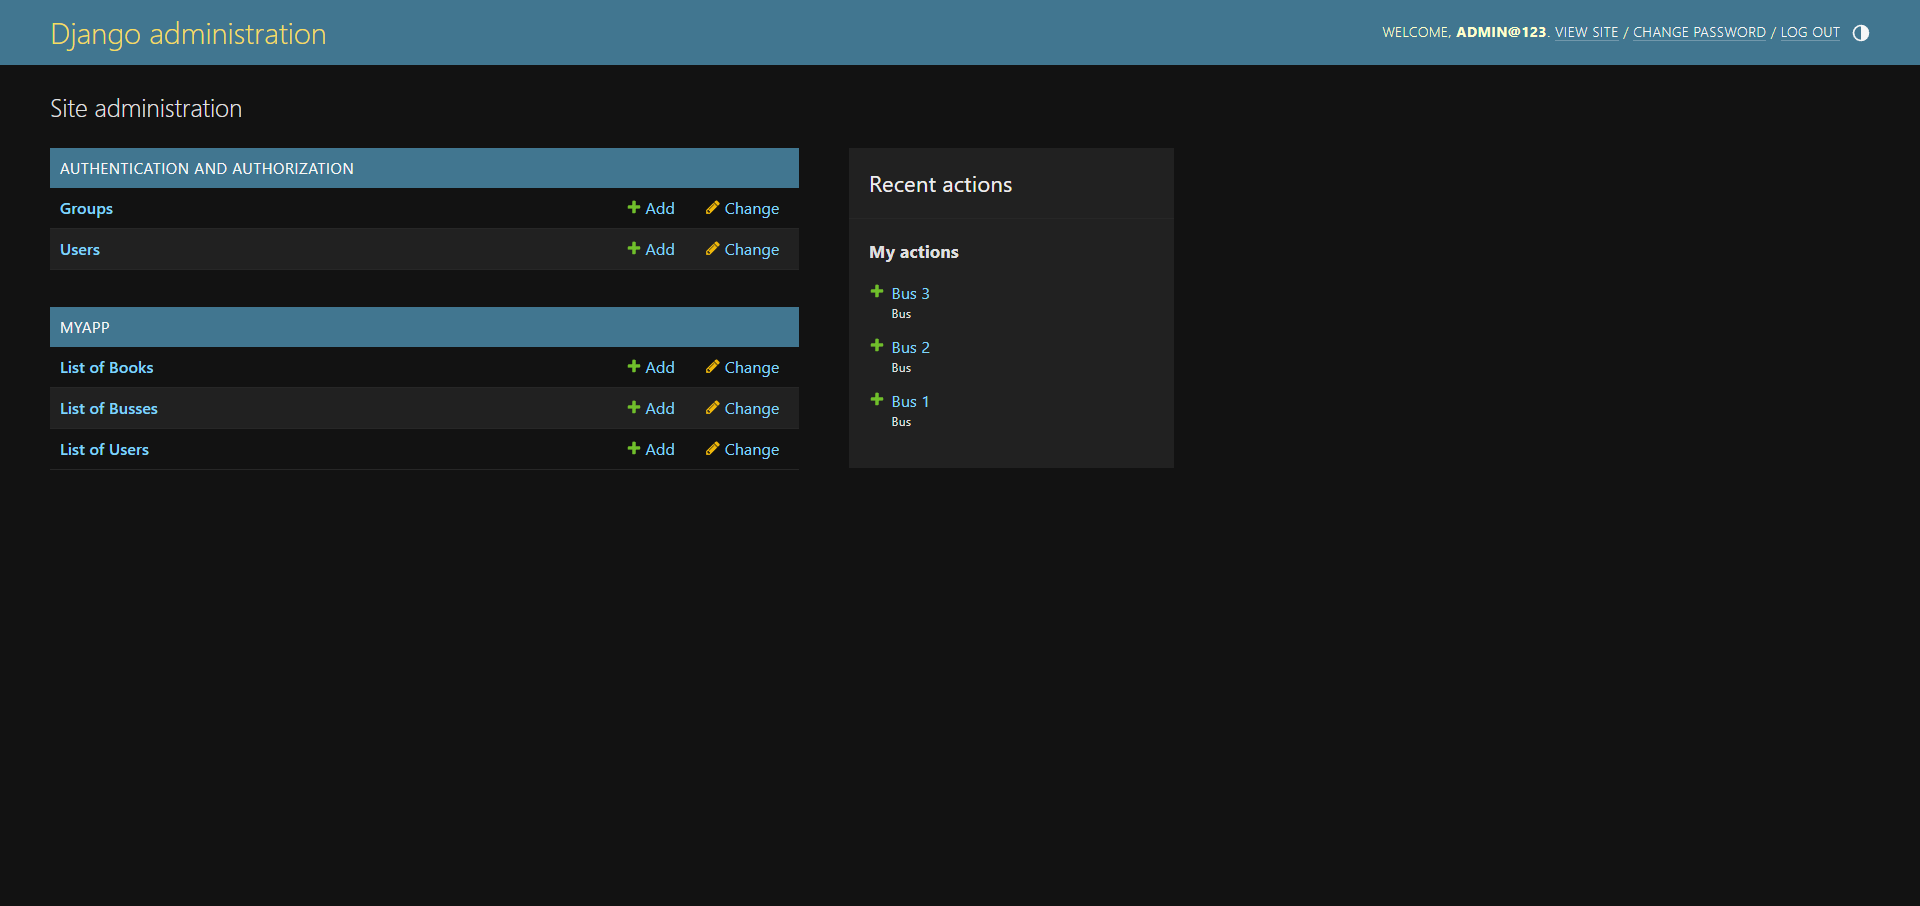 Django administration
WELCOME, ADMIN@123. VIEW SITE / CHANGE PASSWORD / LOG OUT
Site administration
AUTHENTICATION AND AUTHORIZATION
Groups Add Change
Users Add Change
MYAPP
List of Books Add Change
List of Busses Add Change
List of Users Add Change
Recent actions
My actions
Bus 3
Bus
Bus 2
Bus
Bus 1
Bus